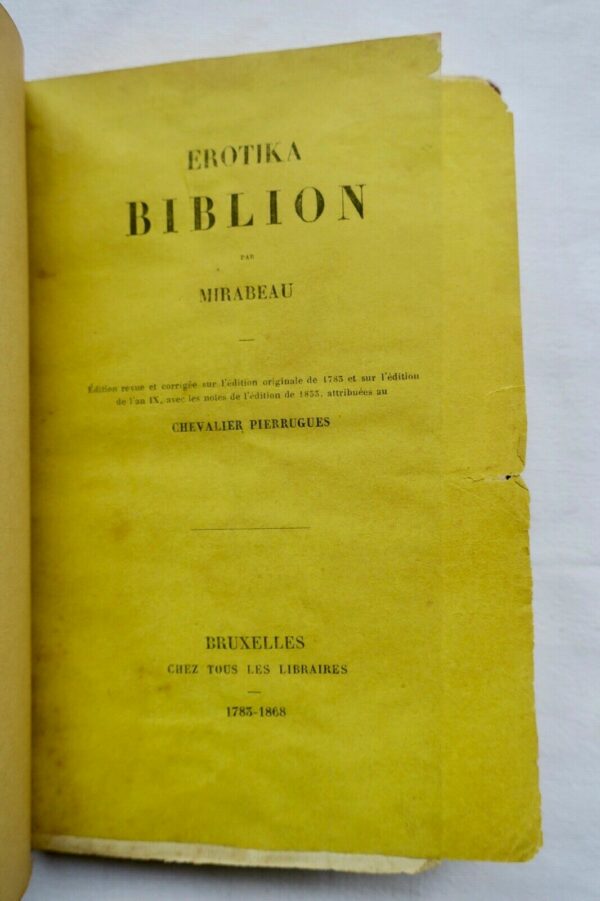 EROTIKA
BIBLION
PAR
MIRABEAU
Édition revue et corrigée sur l'édition originale de 1783 et sur l'édition
de l'an IX, avec les notes de l'édition de 1833, attribuées au
CHEVALIER PIERRUGUES
BRUXELLES
CHEZ TOUS LES LIBRAIRES
1783-1868